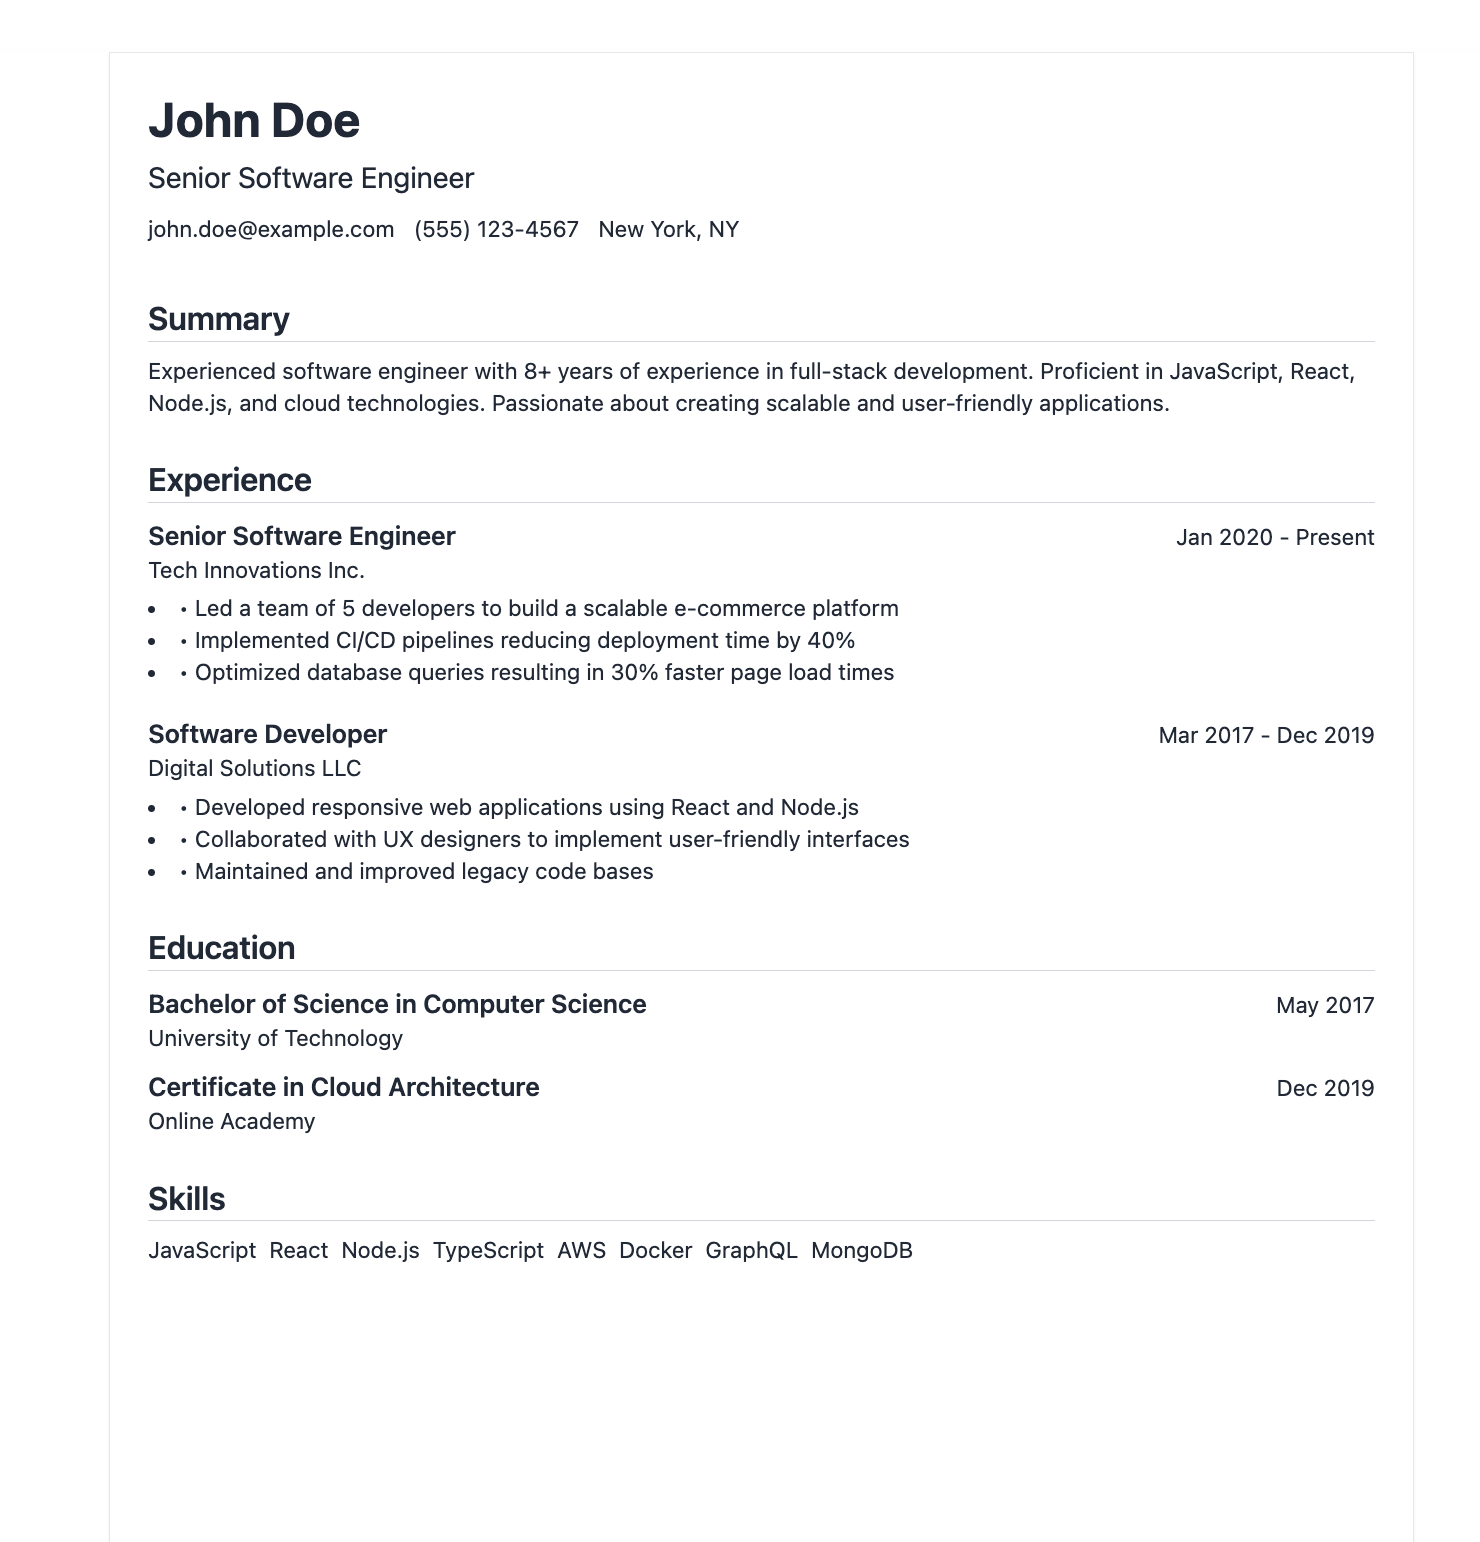 John Doe
Senior Software Engineer
john.doe@example.com (555) 123-4567 New York, NY
Summary
Experienced software engineer with 8+ years of experience in full-stack development. Proficient in JavaScript, React,
Node.js, and cloud technologies. Passionate about creating scalable and user-friendly applications.
Experience
Senior Software Engineer Jan 2020 - Present
Tech Innovations Inc.
• • Led a team of 5 developers to build a scalable e-commerce platform
• • Implemented CI/CD pipelines reducing deployment time by 40%
• • Optimized database queries resulting in 30% faster page load times
Software Developer Mar 2017 - Dec 2019
Digital Solutions LLC
• • Developed responsive web applications using React and Node.js
• • Collaborated with UX designers to implement user-friendly interfaces
• • Maintained and improved legacy code bases
Education
Bachelor of Science in Computer Science May 2017
University of Technology
Certificate in Cloud Architecture Dec 2019
Online Academy
Skills
JavaScript React Node.js TypeScript AWS Docker GraphQL MongoDB